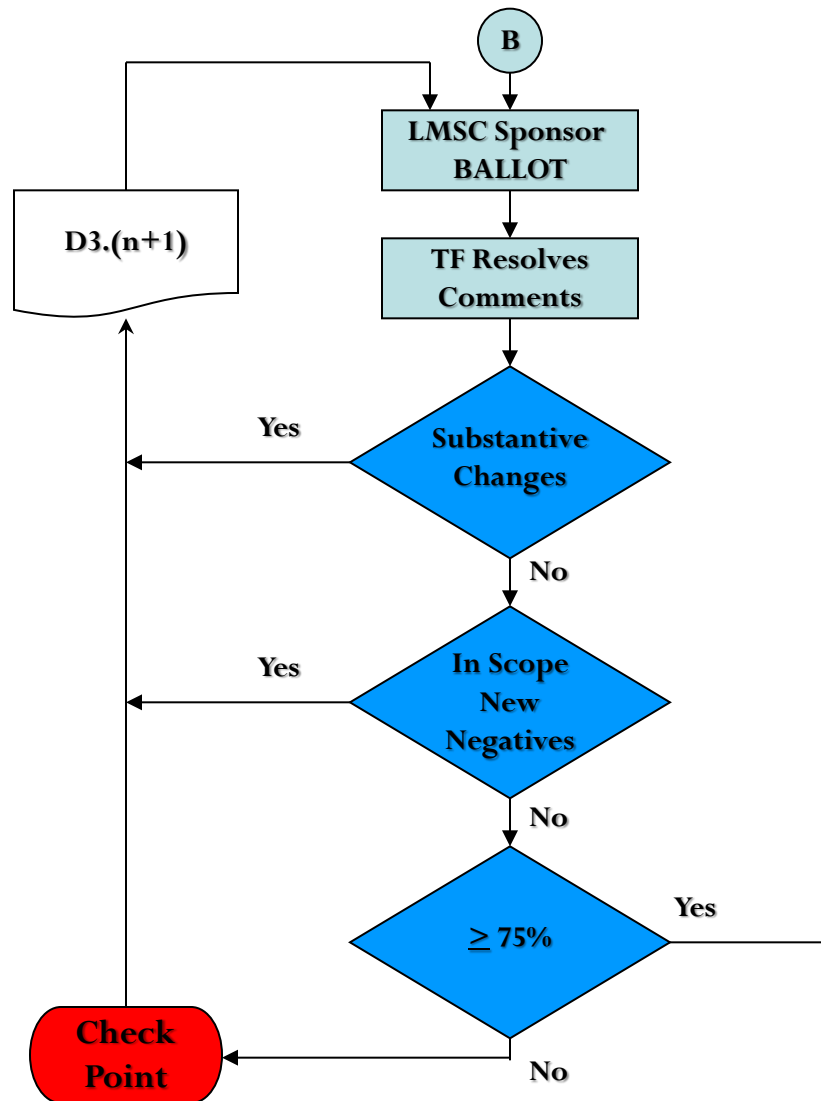 B
LMSC Sponsor
BALLOT
D3.(n+1)
TF Resolves
Comments
Yes
Substantive
Changes
No
Yes
In Scope
New
Negatives
No
≥ 75%
Yes
Check
Point
No